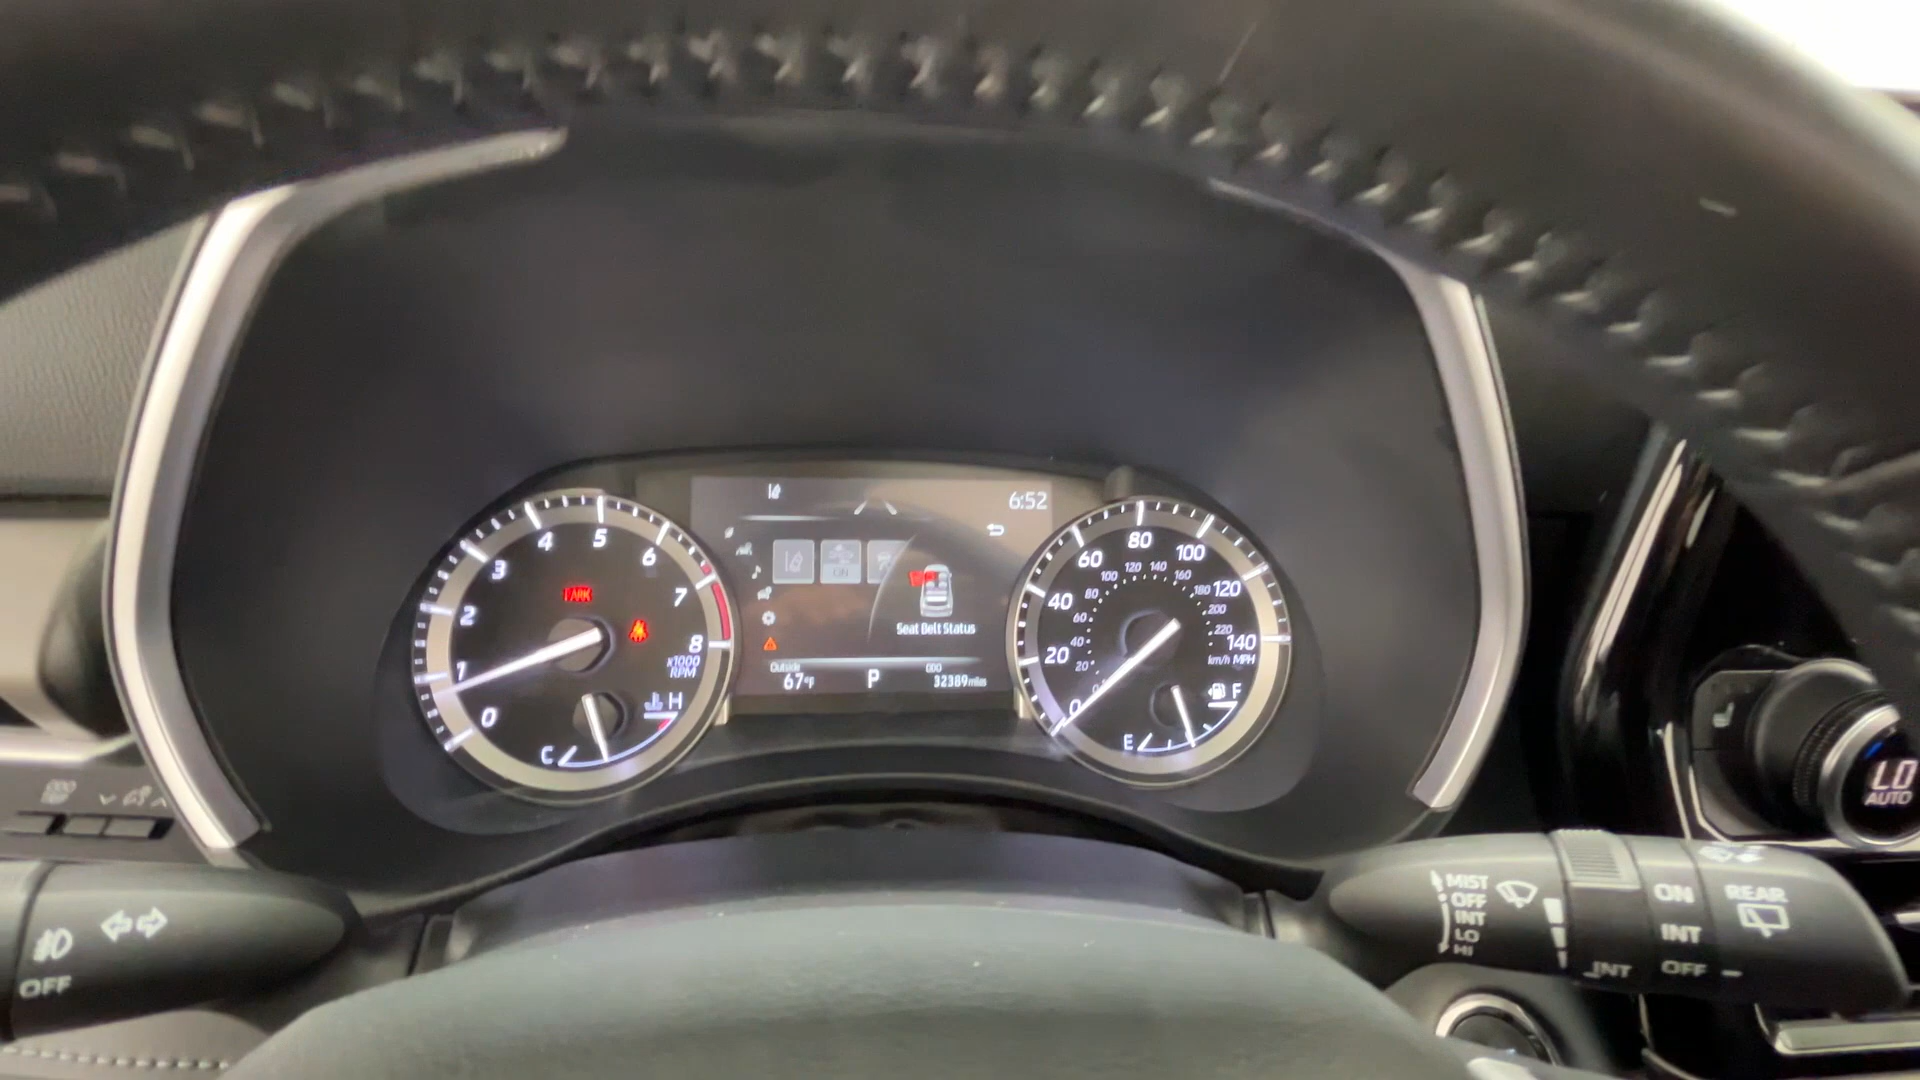 6:52
4 5 6
3 7
2 8
1 x1000
RPM
0
H
C
ON
Seat Belt Status
Outside
67°F
P
ODO
32389 miles
60 80 100
40 120
20 140
0
100 120 140 160
80 180
60 200
40 220
20
0
km/h MPH
F
E
LO
AUTO
OFF
MIST
OFF
INT
LO
HI
INT
ON
INT
OFF
REAR